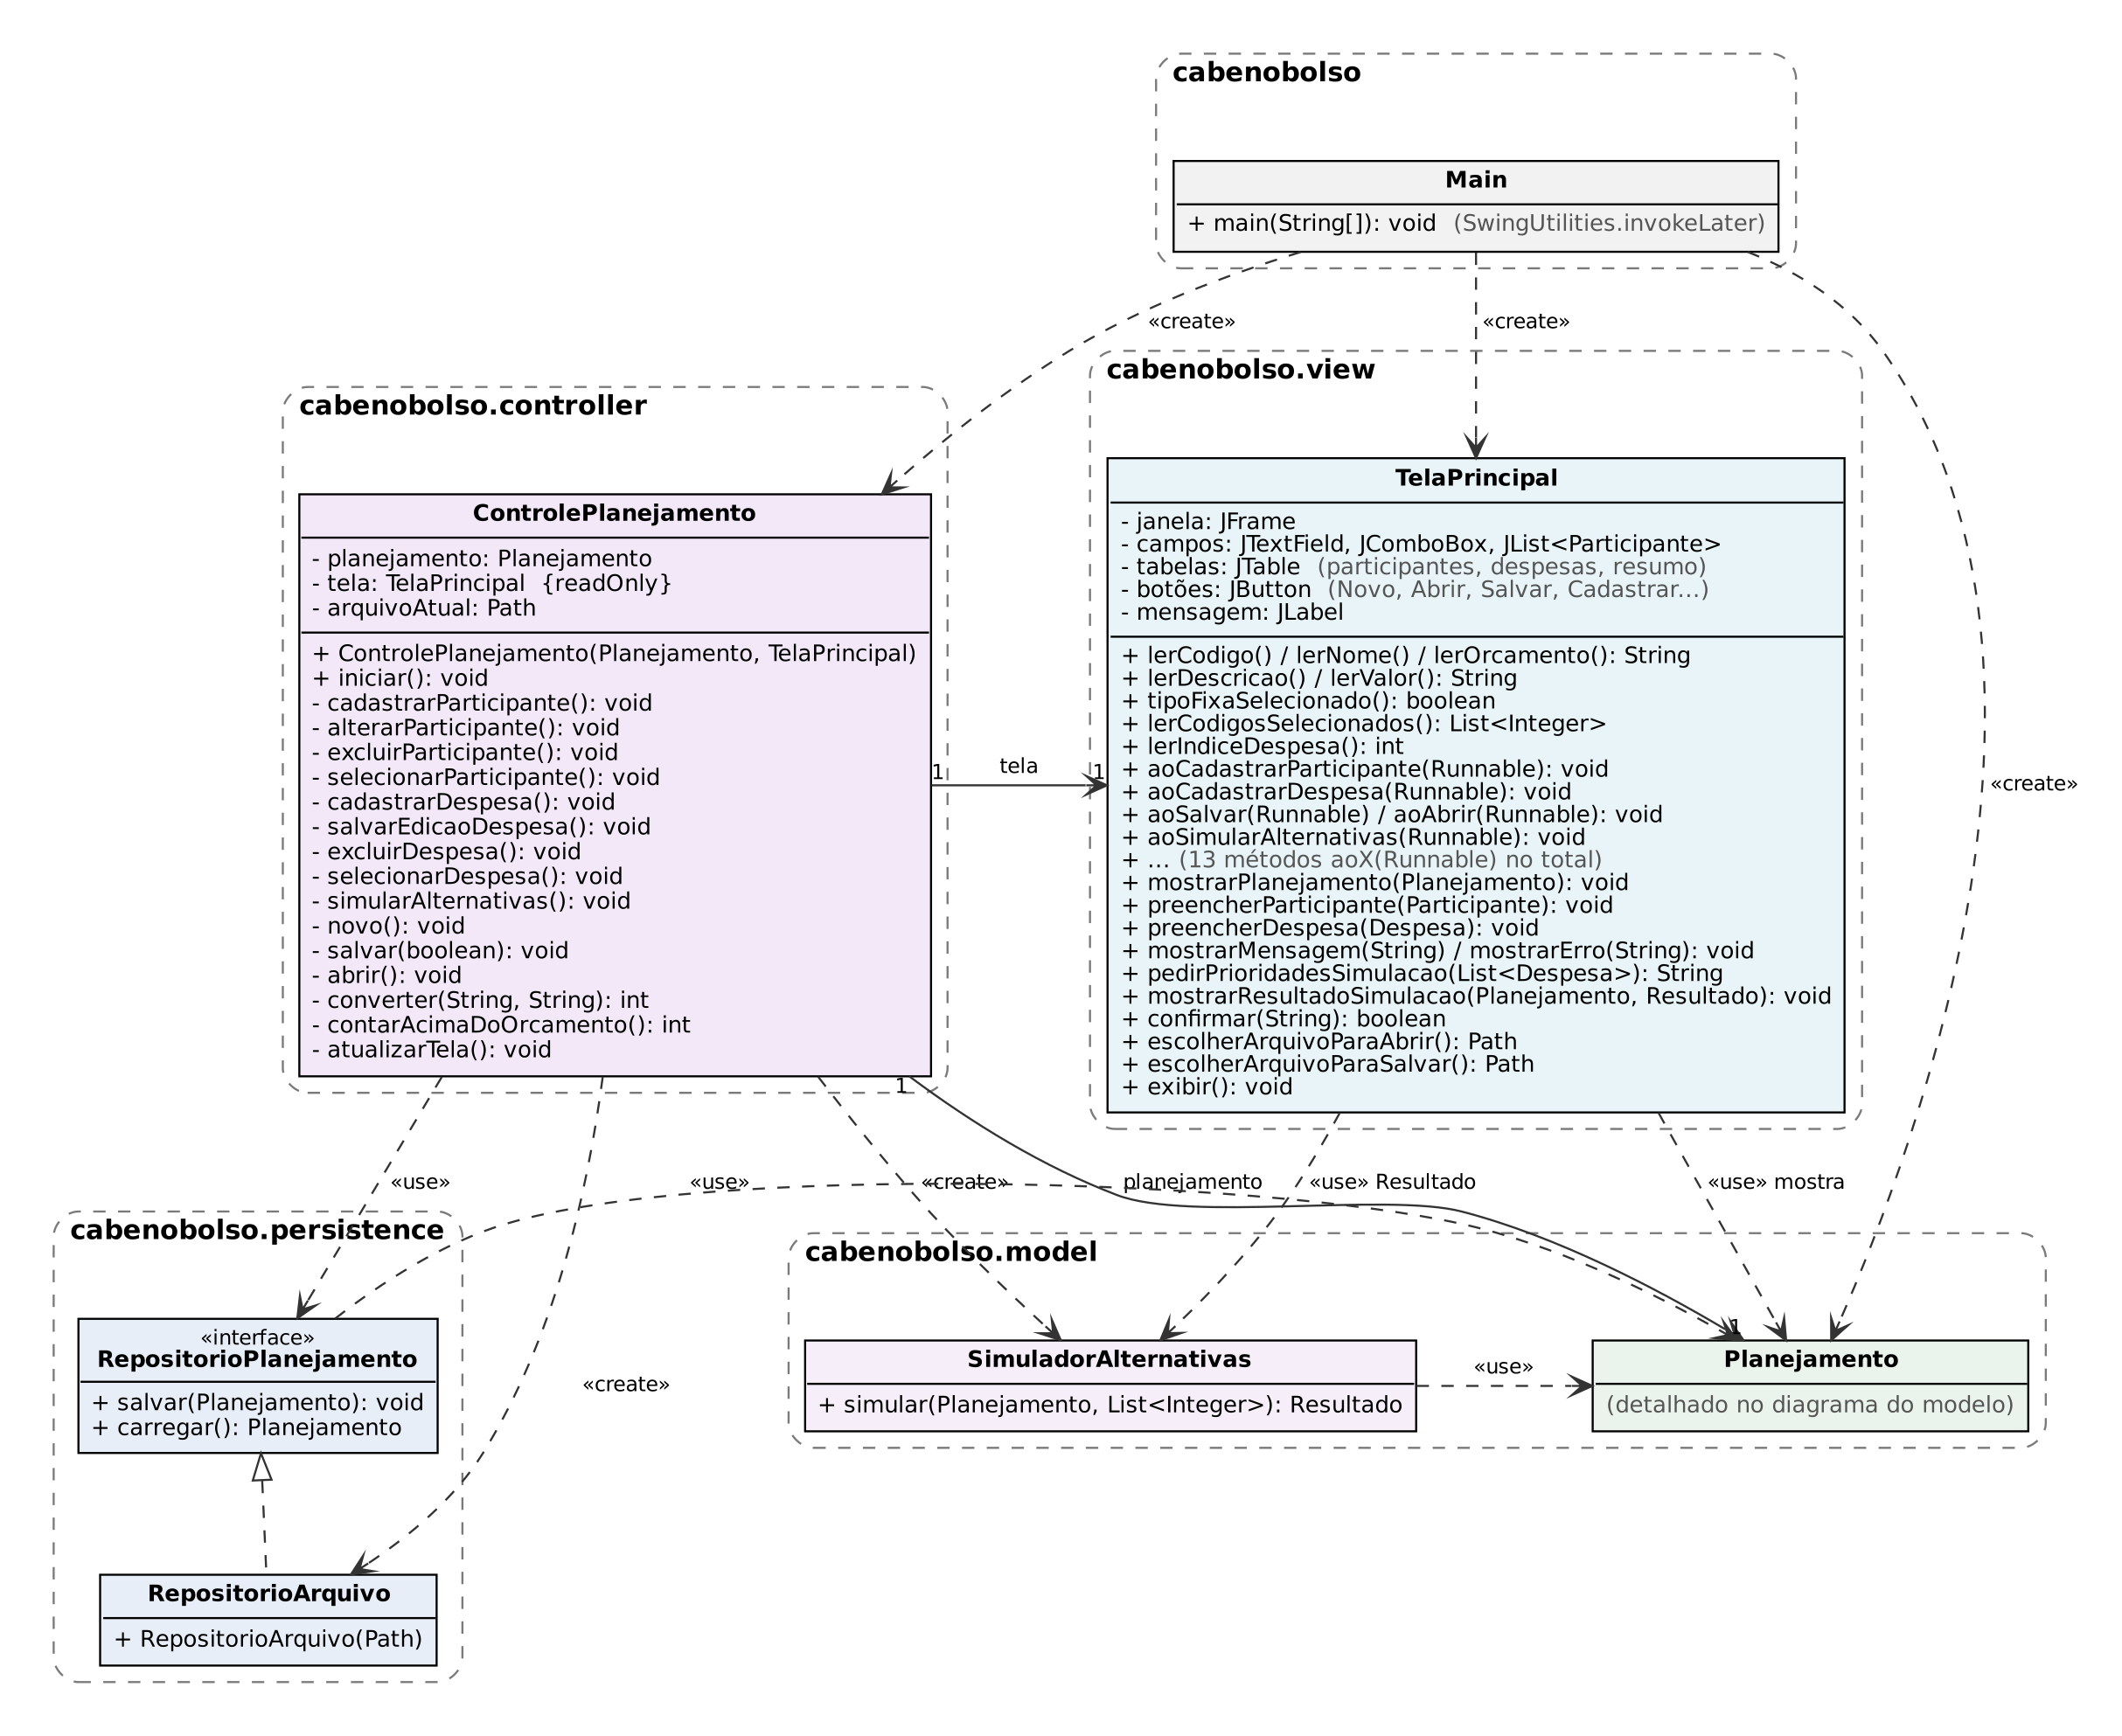 cabenobolso
Main
+ main(String[]): void (SwingUtilities.invokeLater)
«create»
«create»
«create»
cabenobolso.controller
ControlePlanejamento
- planejamento: Planejamento
- tela: TelaPrincipal {readOnly}
- arquivoAtual: Path
+ ControlePlanejamento(Planejamento, TelaPrincipal)
+ iniciar(): void
- cadastrarParticipante(): void
- alterarParticipante(): void
- excluirParticipante(): void
- selecionarParticipante(): void
- cadastrarDespesa(): void
- salvarEdicaoDespesa(): void
- excluirDespesa(): void
- selecionarDespesa(): void
- simularAlternativas(): void
- novo(): void
- salvar(boolean): void
- abrir(): void
- converter(String, String): int
- contarAcimaDoOrcamento(): int
- atualizarTela(): void
1
tela
1
cabenobolso.view
TelaPrincipal
- janela: JFrame
- campos: JTextField, JComboBox, JList<Participante>
- tabelas: JTable (participantes, despesas, resumo)
- botões: JButton (Novo, Abrir, Salvar, Cadastrar...)
- mensagem: JLabel
+ lerCodigo() / lerNome() / lerOrcamento(): String
+ lerDescricao() / lerValor(): String
+ tipoFixaSelecionado(): boolean
+ lerCodigosSelecionados(): List<Integer>
+ lerIndiceDespesa(): int
+ aoCadastrarParticipante(Runnable): void
+ aoCadastrarDespesa(Runnable): void
+ aoSalvar(Runnable) / aoAbrir(Runnable): void
+ aoSimularAlternativas(Runnable): void
+ ... (13 métodos aoX(Runnable) no total)
+ mostrarPlanejamento(Planejamento): void
+ preencherParticipante(Participante): void
+ preencherDespesa(Despesa): void
+ mostrarMensagem(String) / mostrarErro(String): void
+ pedirPrioridadesSimulacao(List<Despesa>): String
+ mostrarResultadoSimulacao(Planejamento, Resultado): void
+ confirmar(String): boolean
+ escolherArquivoParaAbrir(): Path
+ escolherArquivoParaSalvar(): Path
+ exibir(): void
1
«use»
«use»
«create»
planejamento
«use» Resultado
«use» mostra
cabenobolso.persistence
«interface»
RepositorioPlanejamento
+ salvar(Planejamento): void
+ carregar(): Planejamento
«create»
RepositorioArquivo
+ RepositorioArquivo(Path)
cabenobolso.model
SimuladorAlternativas
+ simular(Planejamento, List<Integer>): Resultado
«use»
1
Planejamento
(detalhado no diagrama do modelo)